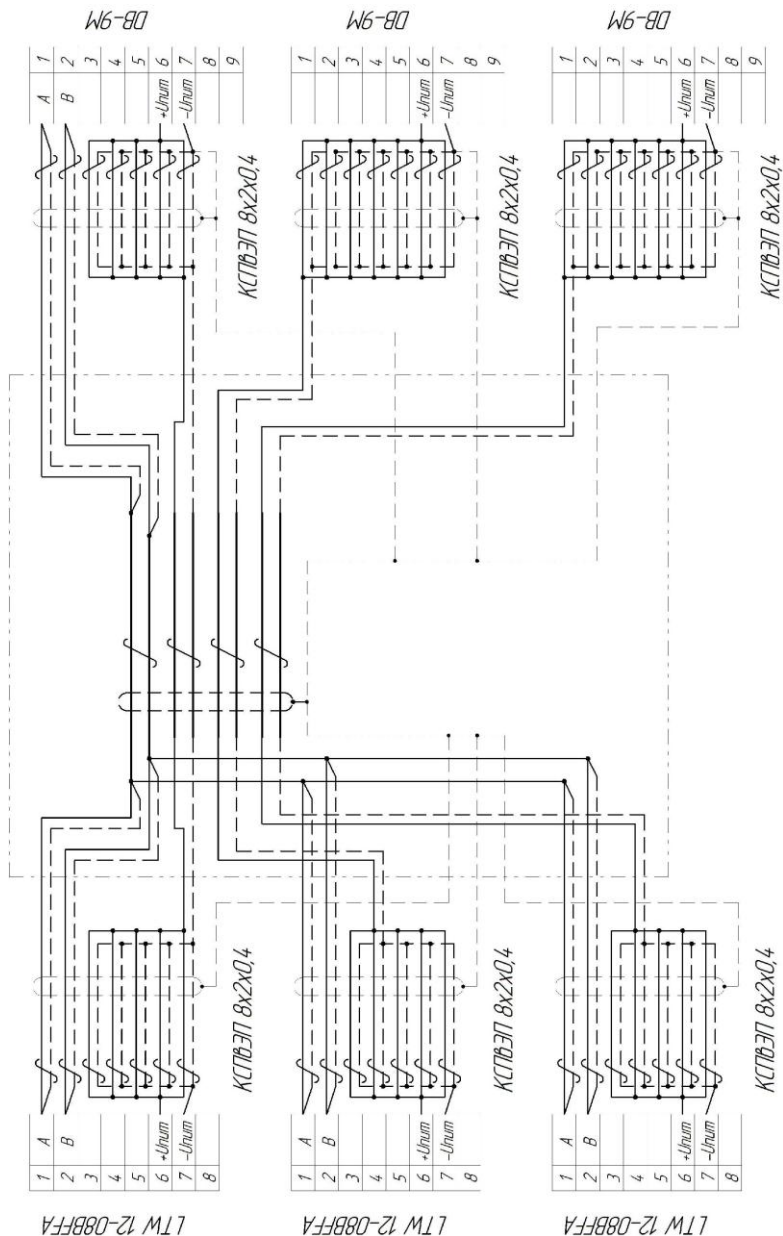 DB-9M
1 A
2 B
3
4
5
6 +Uпит
7 -Uпит
8
9
КСПВЭП 8x2x0,4
DB-9M
1
2
3
4
5
6 +Uпит
7 -Uпит
8
9
КСПВЭП 8x2x0,4
DB-9M
1
2
3
4
5
6 +Uпит
7 -Uпит
8
9
КСПВЭП 8x2x0,4
LTW 12-08BFFA
1 A
2 B
3
4
5
6 +Uпит
7 -Uпит
8
КСПВЭП 8x2x0,4
LTW 12-08BFFA
1 A
2 B
3
4
5
6 +Uпит
7 -Uпит
8
КСПВЭП 8x2x0,4
LTW 12-08BFFA
1 A
2 B
3
4
5
6 +Uпит
7 -Uпит
8
КСПВЭП 8x2x0,4